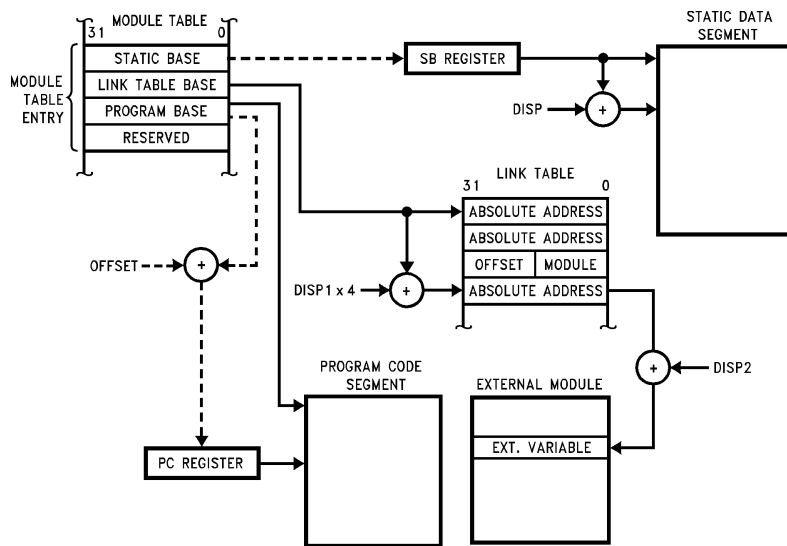 MODULE TABLE
31 0
STATIC BASE
LINK TABLE BASE
PROGRAM BASE
RESERVED
MODULE
TABLE
ENTRY
SB REGISTER
STATIC DATA
SEGMENT
DISP
+
LINK TABLE
31 0
ABSOLUTE ADDRESS
ABSOLUTE ADDRESS
OFFSET MODULE
ABSOLUTE ADDRESS
OFFSET
+
DISP1 x 4
+
+
DISP2
PROGRAM CODE
SEGMENT
EXTERNAL MODULE
EXT. VARIABLE
PC REGISTER